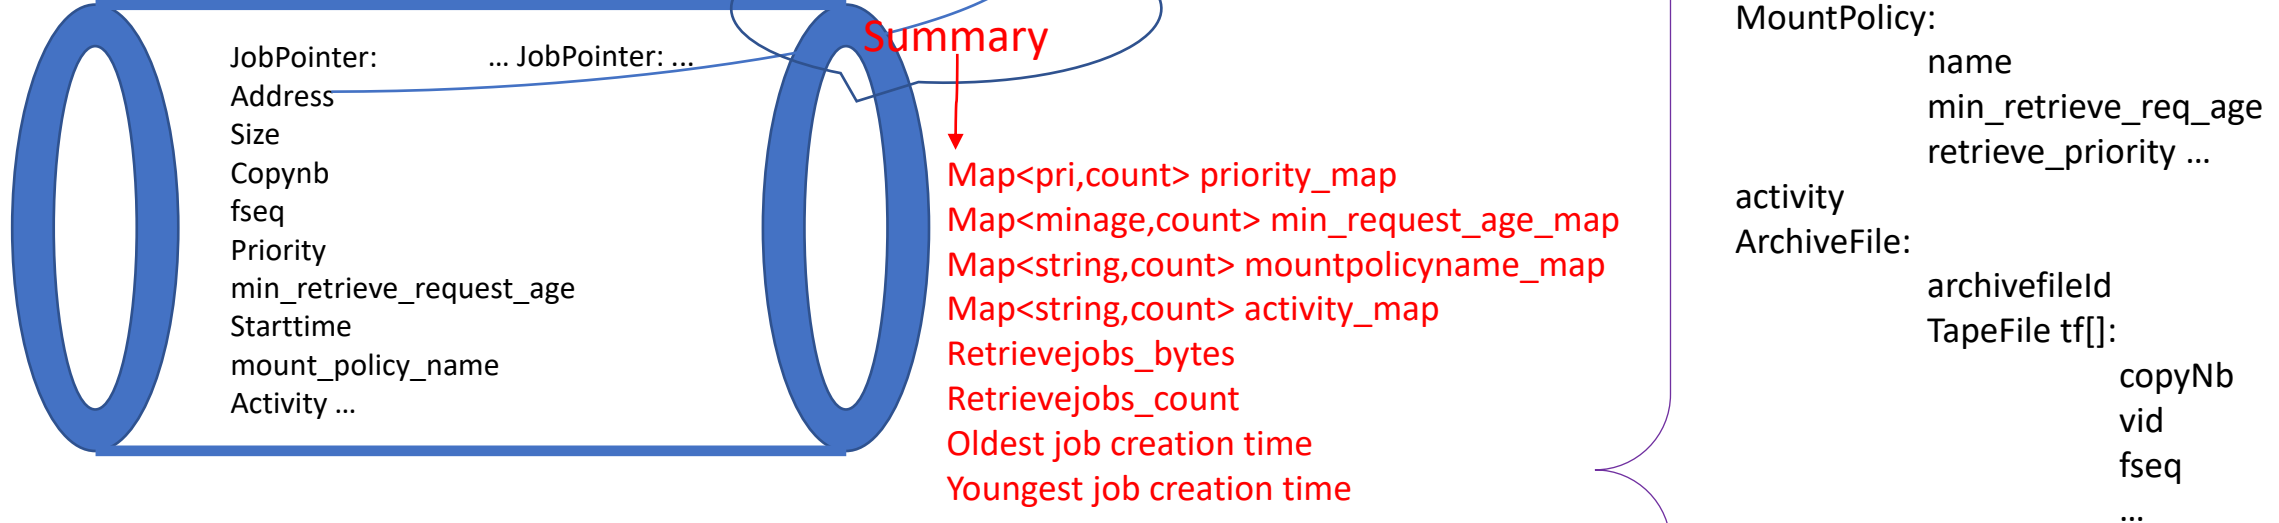 JobPointer: ... JobPointer: ...
Address
Size
Copynb
fseq
Priority
min_retrieve_request_age
Starttime
mount_policy_name
Activity ...
Summary
Map<pri,count> priority_map
Map<minage,count> min_request_age_map
Map<string,count> mountpolicyname_map
Map<string,count> activity_map
Retrievejobs_bytes
Retrievejobs_count
Oldest job creation time
Youngest job creation time
MountPolicy:
name
min_retrieve_req_age
retrieve_priority ...
activity
ArchiveFile:
archivefileId
TapeFile tf[]:
copyNb
vid
fseq
...